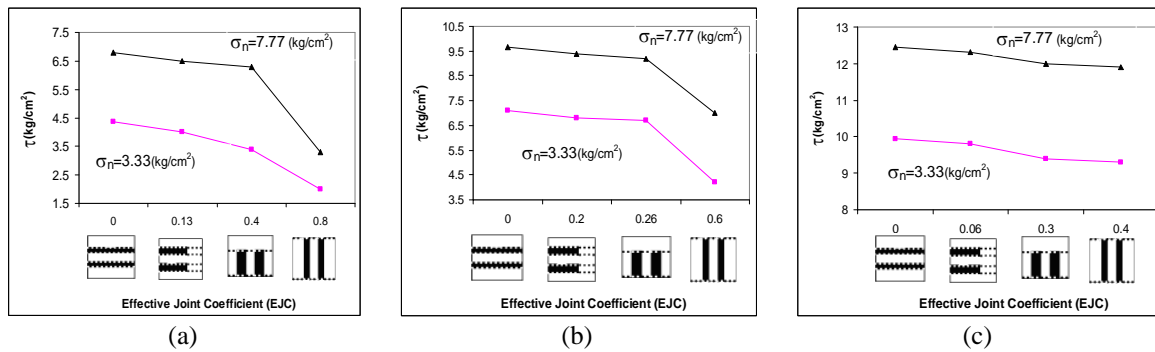 (a)
τ(kg/cm²)
7.5
6.5
5.5
4.5
3.5
2.5
1.5
σn=7.77 (kg/cm²)
σn=3.33(kg/cm²)
0 0.13 0.4 0.8
Effective Joint Coefficient (EJC)
(b)
τ(kg/cm²)
10.5
9.5
8.5
7.5
6.5
5.5
4.5
3.5
σn=7.77 (kg/cm²)
σn=3.33(kg/cm²)
0 0.2 0.26 0.6
Effective Joint Coefficient (EJC)
(c)
τ(kg/cm²)
13
12
11
10
9
8
σn=7.77(kg/cm²)
σn=3.33(kg/cm²)
0 0.06 0.3 0.4
Effective Joint Coefficient (EJC)